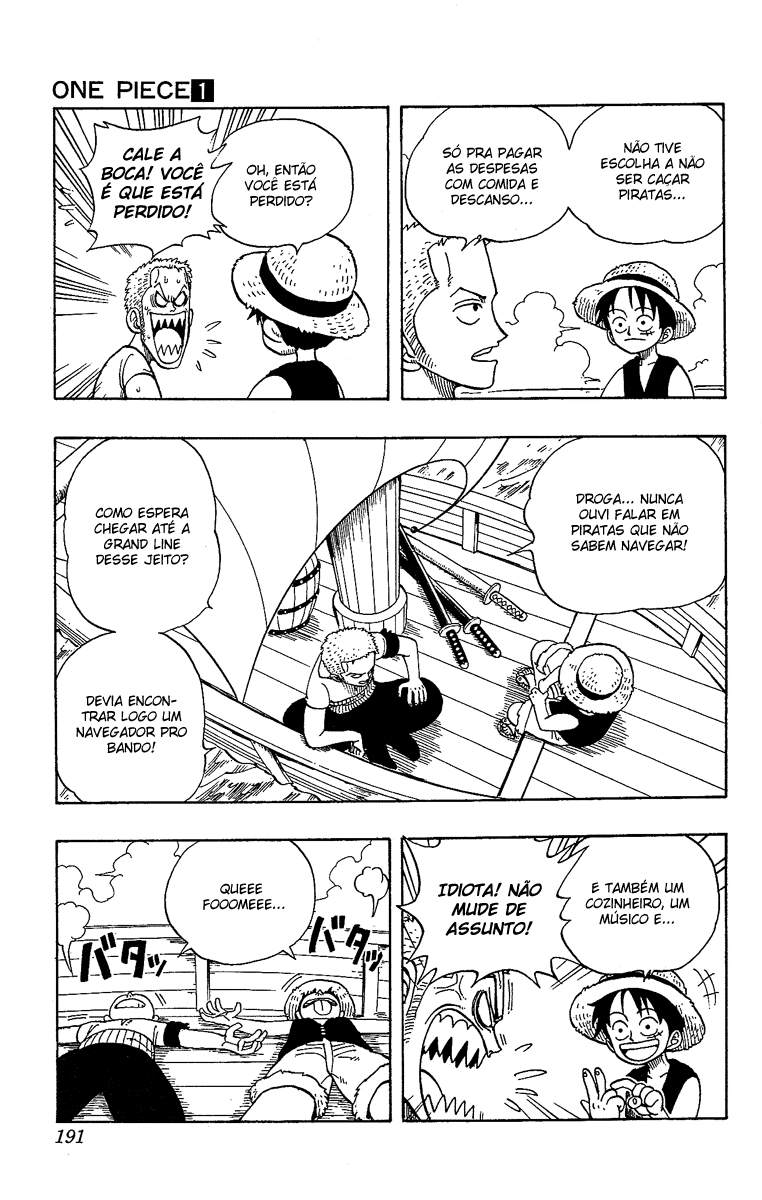 ONE PIECE 1
NÃO TIVE
ESCOLHA A NÃO
SER CAÇAR
PIRATAS...
SÓ PRA PAGAR
AS DESPESAS
COM COMIDA E
DESCANSO...
OH, ENTÃO
VOCÊ ESTÁ
PERDIDO?
CALE A
BOCA! VOCÊ
É QUE ESTÁ
PERDIDO!
DROGA... NUNCA
OUVI FALAR EM
PIRATAS QUE NÃO
SABEM NAVEGAR!
COMO ESPERA
CHEGAR ATÉ A
GRAND LINE
DESSE JEITO?
DEVIA ENCON-
TRAR LOGO UM
NAVEGADOR PRO
BANDO!
E TAMBÉM UM
COZINHEIRO, UM
MÚSICO E...
IDIOTA! NÃO
MUDE DE
ASSUNTO!
QUEEE
FOOOMEEE...
バタッ
バタッ
191